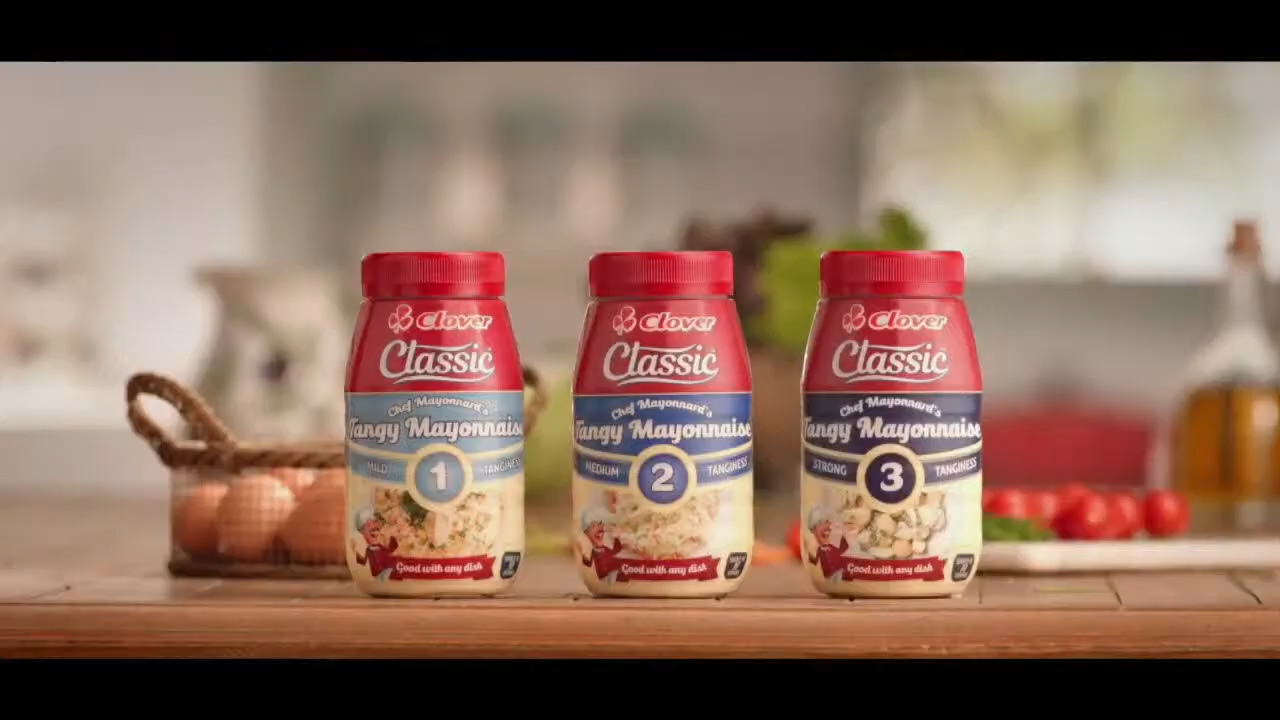 Clover
Classic
Chef Mayonnard's
Tangy Mayonnaise
MILD 1 TANGINESS
Good with any dish
Clover
Classic
Chef Mayonnard's
Tangy Mayonnaise
MEDIUM 2 TANGINESS
Good with any dish
Clover
Classic
Chef Mayonnard's
Tangy Mayonnaise
STRONG 3 TANGINESS
Good with any dish